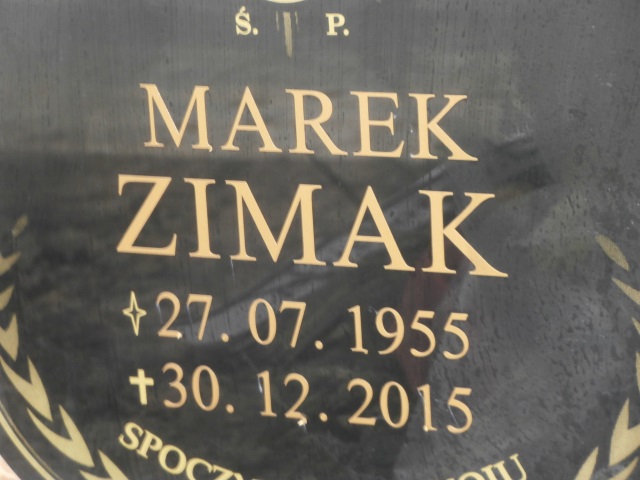 Ś. P.
MAREK
ZIMAK
27. 07. 1955
30. 12. 2015